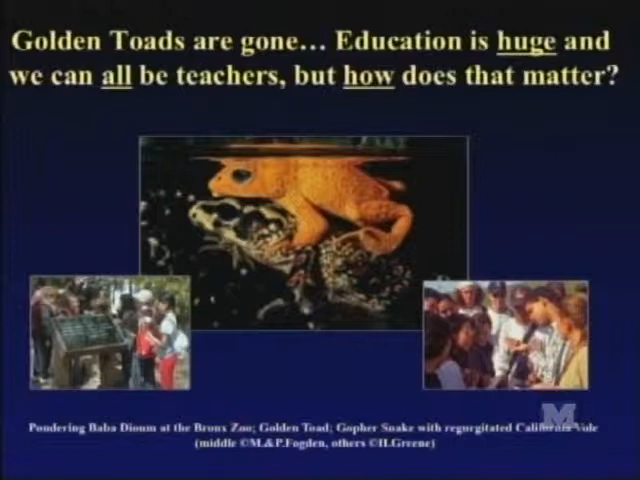 Golden Toads are gone… Education is huge and
we can all be teachers, but how does that matter?
Pondering Baba Dioum at the Bronx Zoo; Golden Toad; Gopher Snake with regurgitated California Vole
(middle ©M.&P.Fogden, others ©H.Greene)
M